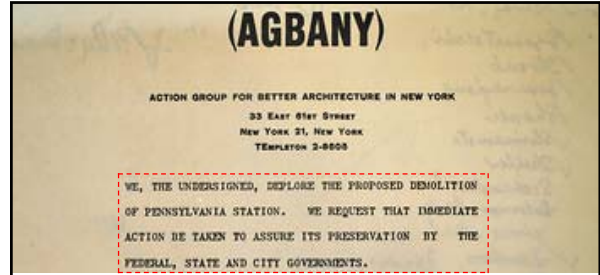 (AGBANY)
ACTION GROUP FOR BETTER ARCHITECTURE IN NEW YORK
33 EAST 61ST STREET
NEW YORK 21, NEW YORK
TEMPLETON 2-8608
WE, THE UNDERSIGNED, DEPLORE THE PROPOSED DEMOLITION
OF PENNSYLVANIA STATION. WE REQUEST THAT IMMEDIATE
ACTION BE TAKEN TO ASSURE ITS PRESERVATION BY THE
FEDERAL, STATE AND CITY GOVERNMENTS.